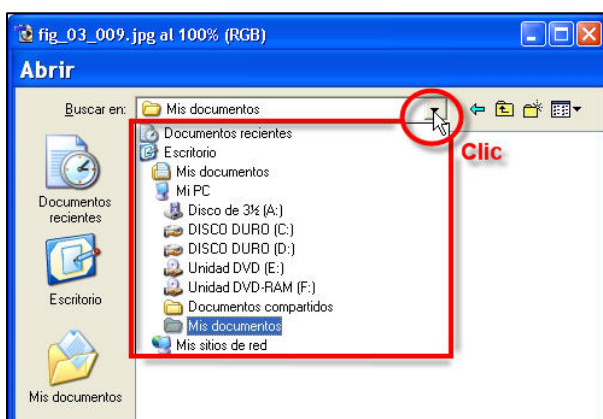 fig_03_009.jpg al 100% (RGB)
Abrir
Buscar en:
Mis documentos
Documentos recientes
Escritorio
Mis documentos
Mi PC
Disco de 3½ (A:)
DISCO DURO (C:)
DISCO DURO (D:)
Unidad DVD (E:)
Unidad DVD-RAM (F:)
Documentos compartidos
Mis documentos
Mis sitios de red
Clic
Documentos
recientes
Escritorio
Mis documentos